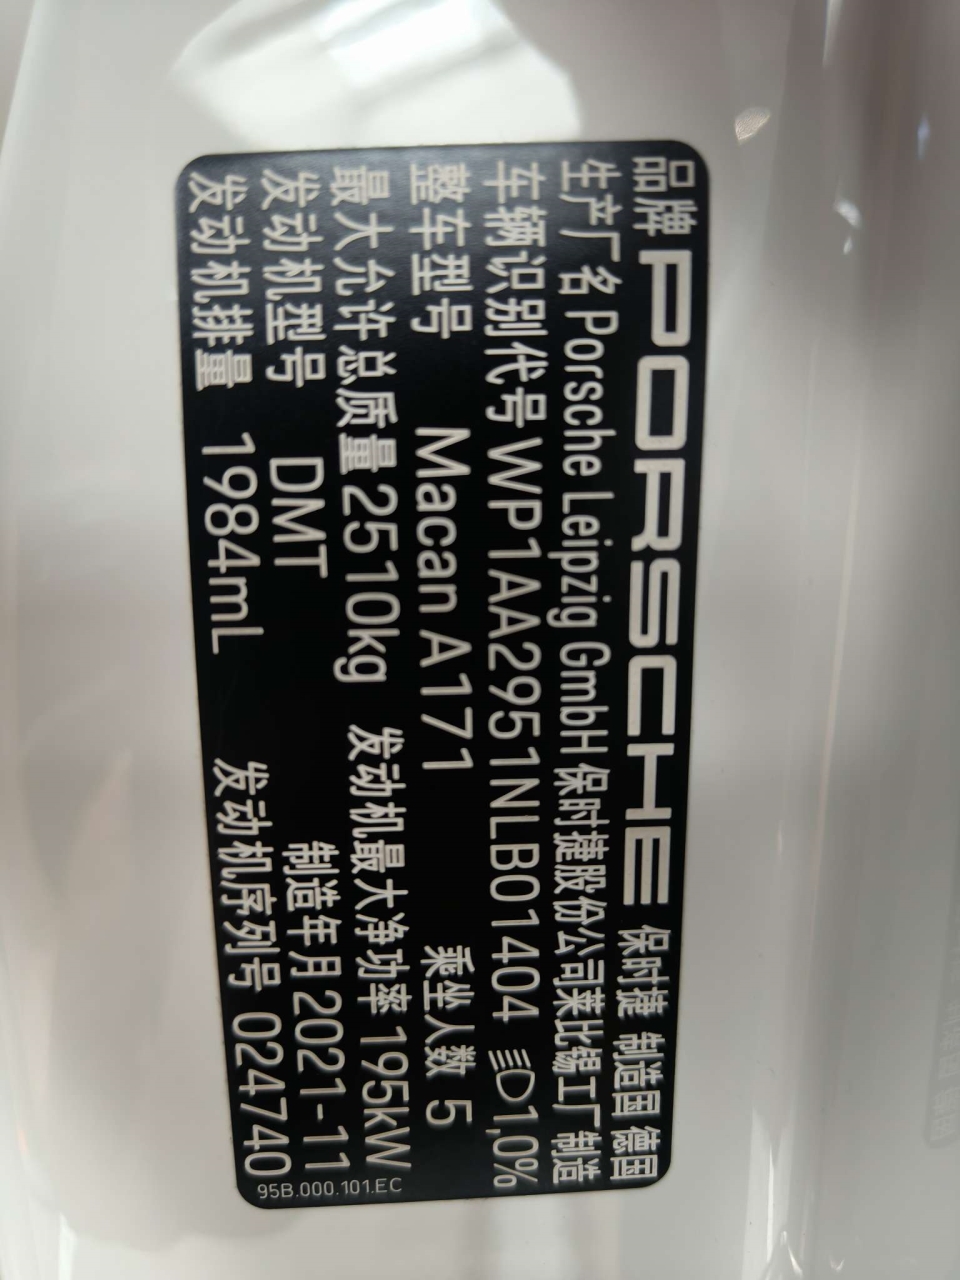 品牌 PORSCHE 保时捷 制造国 德国
生产厂名 Porsche Leipzig GmbH 保时捷股份公司莱比锡工厂 制造
车辆识别代号 WP1AA2951NLB01404 1,0%
整车型号 Macan A171 乘坐人数 5
最大允许总质量 2510kg 发动机最大净功率 195kW
发动机型号 DMT 制造年月 2021-11
发动机排量 1984mL 发动机序列号 024740
95B.000.101.EC